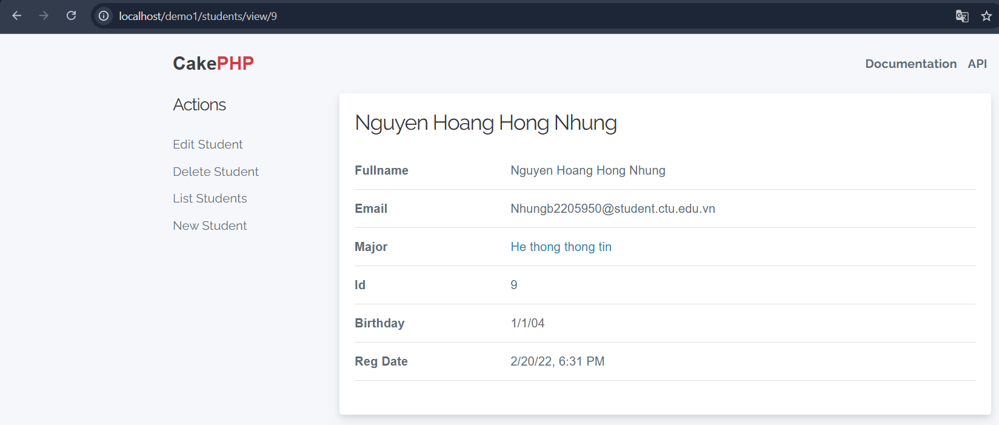 localhost/demo1/students/view/9
CakePHP
Documentation API
Actions
Edit Student
Delete Student
List Students
New Student
Nguyen Hoang Hong Nhung
Fullname Nguyen Hoang Hong Nhung
Email Nhungb2205950@student.ctu.edu.vn
Major He thong thong tin
Id 9
Birthday 1/1/04
Reg Date 2/20/22, 6:31 PM